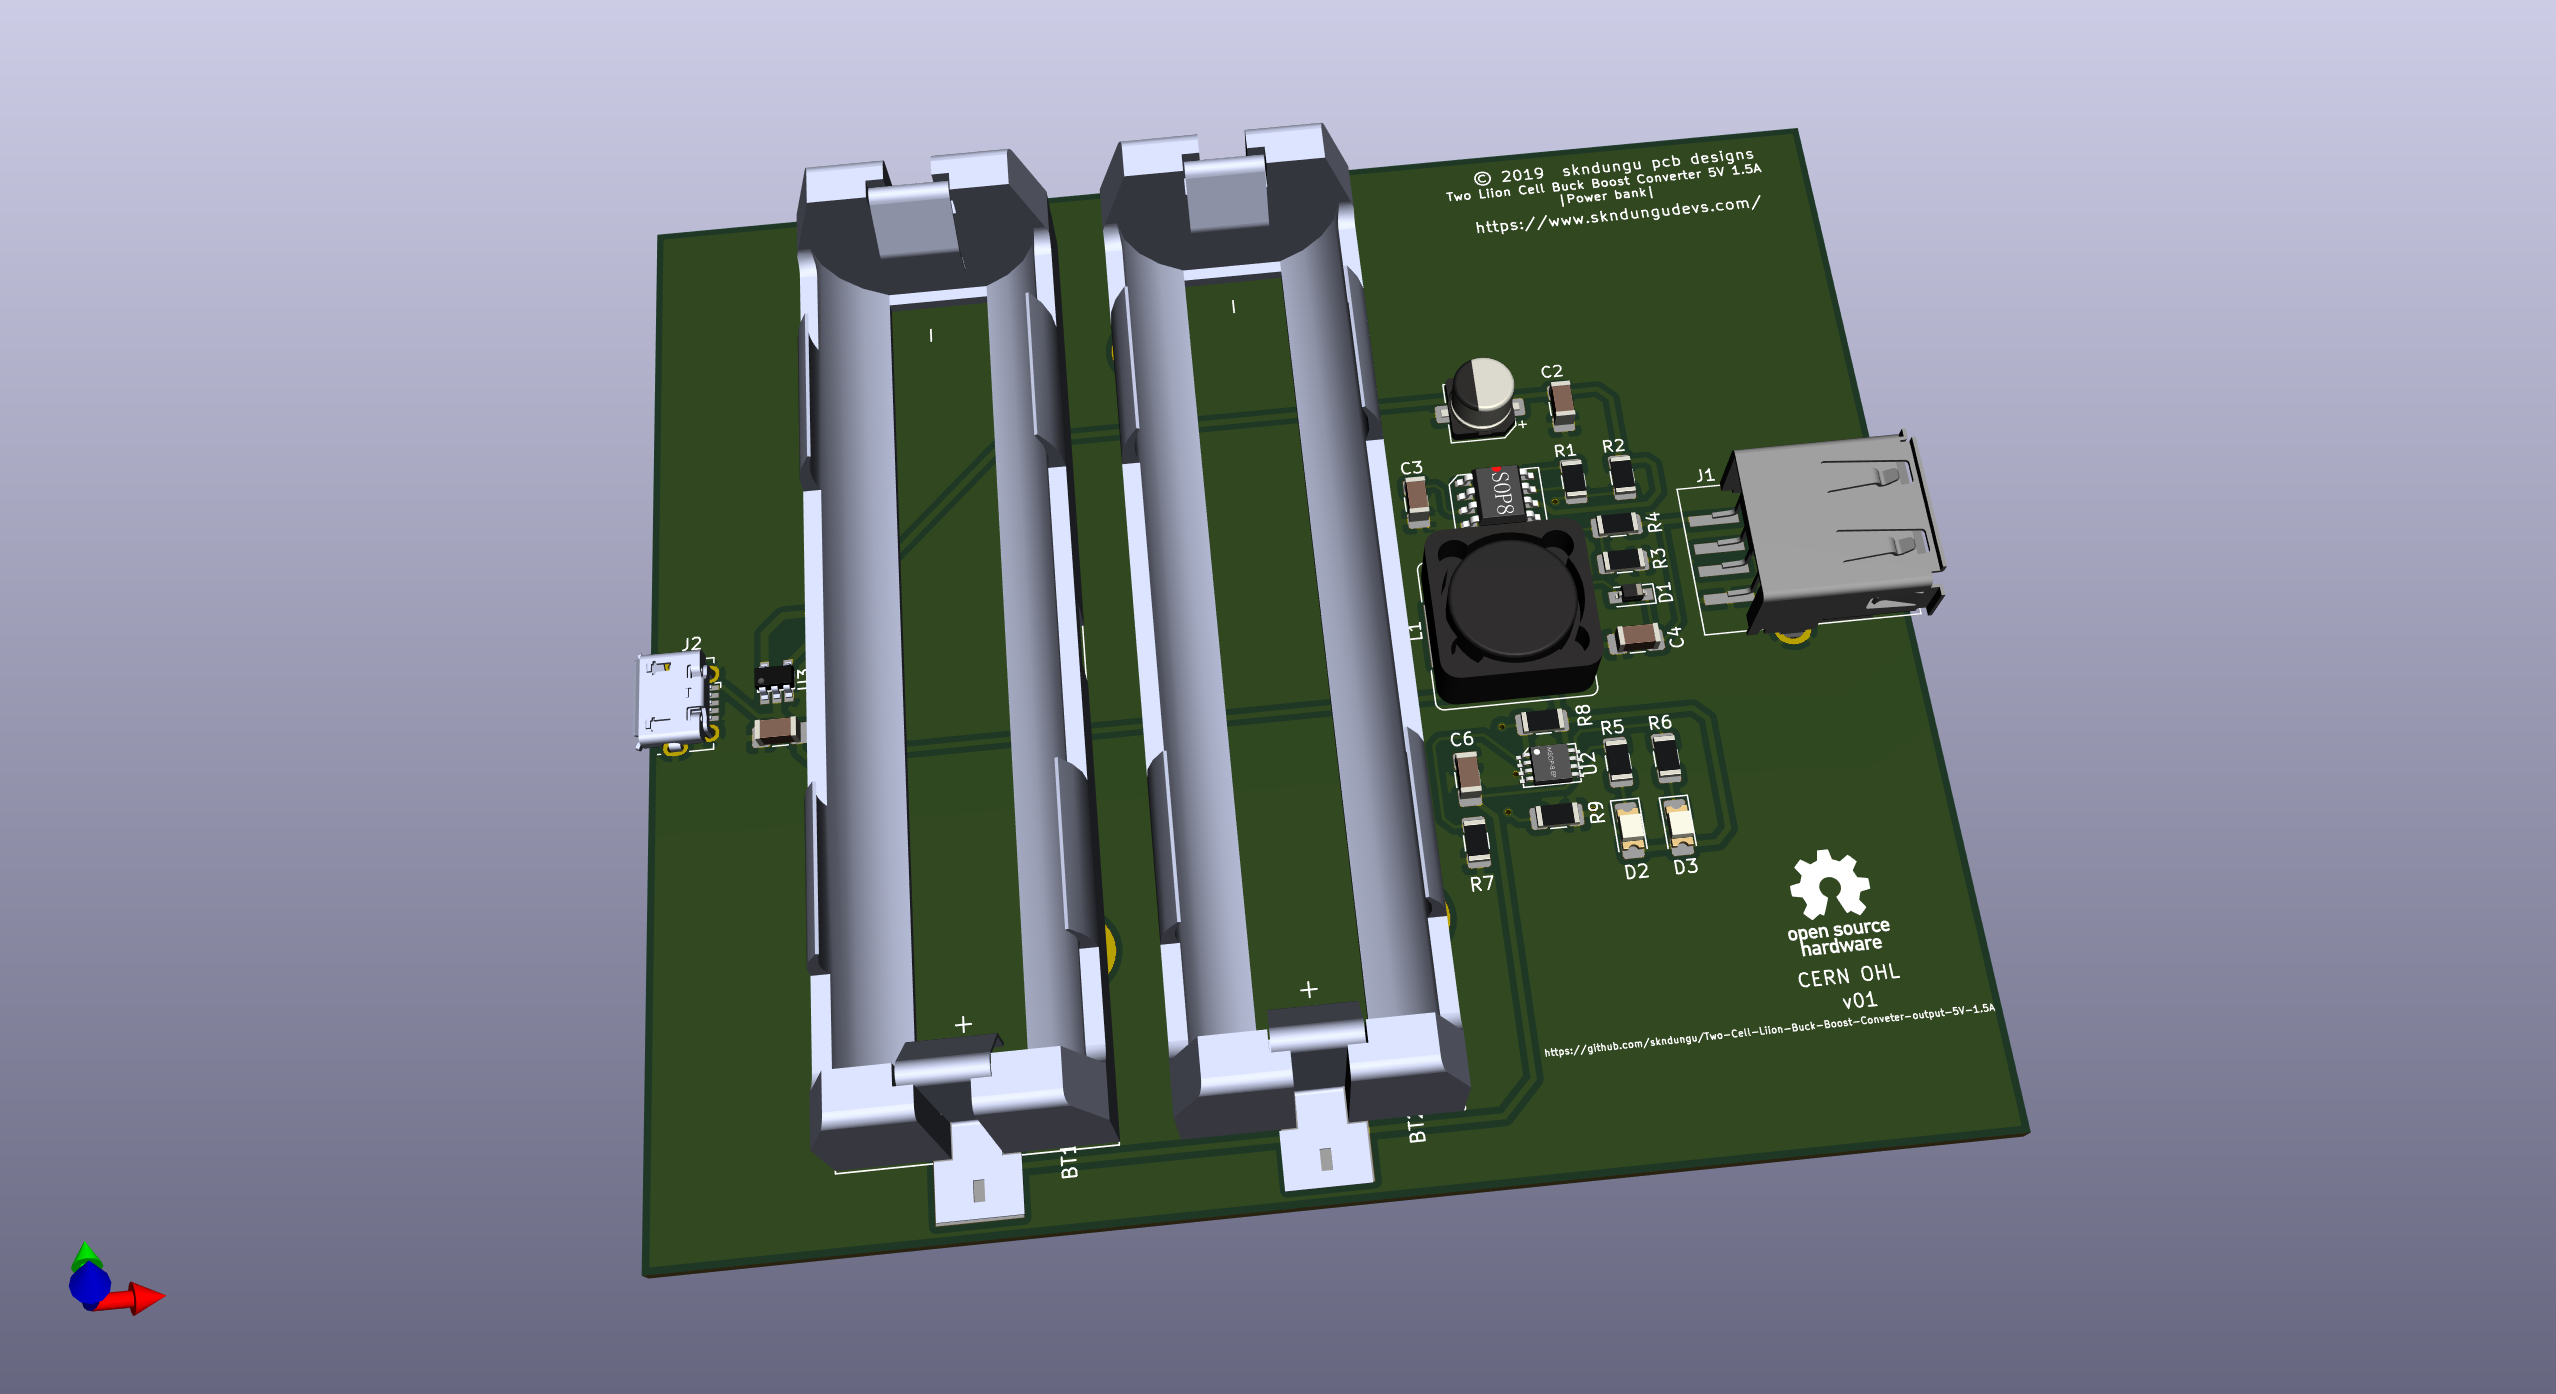 © 2019 skndungu pcb designs
Two Liion Cell Buck Boost Converter 5V 1.5A
|Power bank|
https://www.skndungudevs.com/
C2
+
C3
SOP8
R1
R2
J1
R4
R3
D1
L1
C4
J2
U3
R8
C6
U2
R5
R6
R9
R7
D2
D3
open source
hardware
CERN OHL
v01
https://github.com/skndungu/Two-Cell-Liion-Buck-Boost-Conveter-output-5V-1.5A
+
+
BT1
BT2